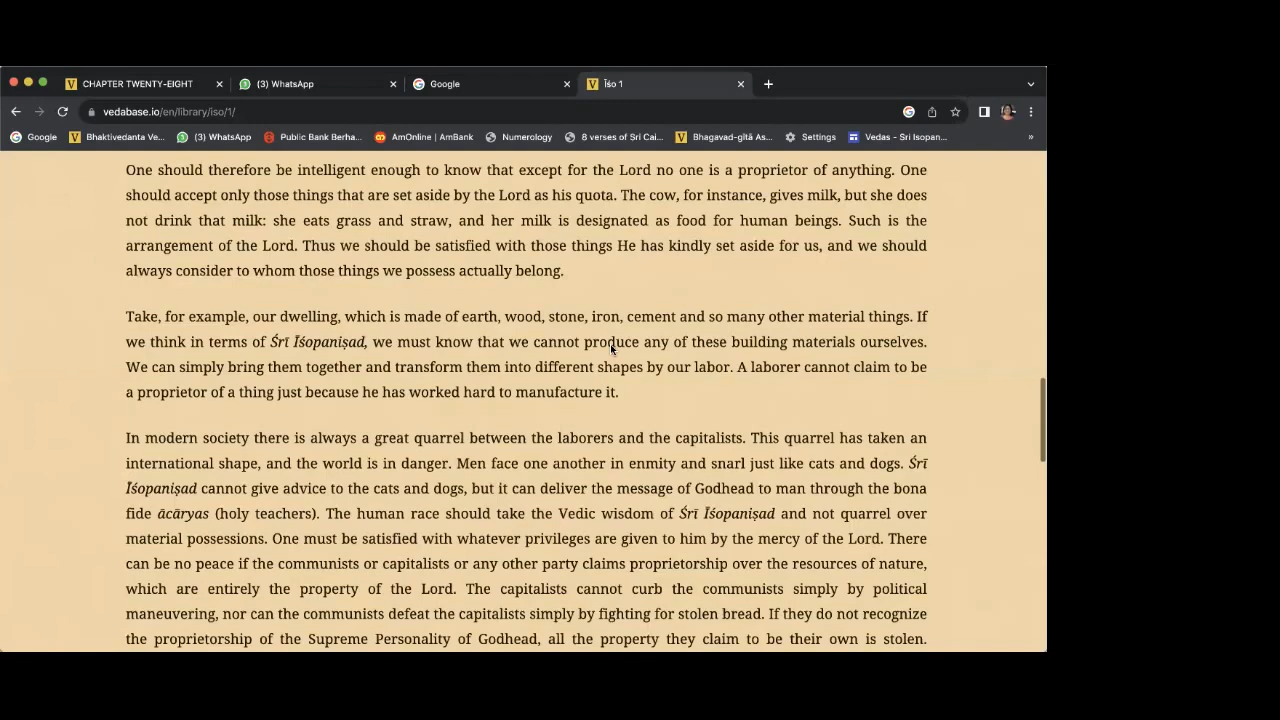 CHAPTER TWENTY-EIGHT
(3) WhatsApp
Google
Īśo 1
vedabase.io/en/library/iso/1/
Google
Bhaktivedanta Ve...
(3) WhatsApp
Public Bank Berha...
AmOnline | AmBank
Numerology
8 verses of Sri Cai...
Bhagavad-gītā As...
Settings
Vedas - Sri Isopan...
»
One should therefore be intelligent enough to know that except for the Lord no one is a proprietor of anything. One
should accept only those things that are set aside by the Lord as his quota. The cow, for instance, gives milk, but she does
not drink that milk: she eats grass and straw, and her milk is designated as food for human beings. Such is the
arrangement of the Lord. Thus we should be satisfied with those things He has kindly set aside for us, and we should
always consider to whom those things we possess actually belong.
Take, for example, our dwelling, which is made of earth, wood, stone, iron, cement and so many other material things. If
we think in terms of Śrī Īśopaniṣad, we must know that we cannot produce any of these building materials ourselves.
We can simply bring them together and transform them into different shapes by our labor. A laborer cannot claim to be
a proprietor of a thing just because he has worked hard to manufacture it.
In modern society there is always a great quarrel between the laborers and the capitalists. This quarrel has taken an
international shape, and the world is in danger. Men face one another in enmity and snarl just like cats and dogs. Śrī
Īśopaniṣad cannot give advice to the cats and dogs, but it can deliver the message of Godhead to man through the bona
fide ācāryas (holy teachers). The human race should take the Vedic wisdom of Śrī Īśopaniṣad and not quarrel over
material possessions. One must be satisfied with whatever privileges are given to him by the mercy of the Lord. There
can be no peace if the communists or capitalists or any other party claims proprietorship over the resources of nature,
which are entirely the property of the Lord. The capitalists cannot curb the communists simply by political
maneuvering, nor can the communists defeat the capitalists simply by fighting for stolen bread. If they do not recognize
the proprietorship of the Supreme Personality of Godhead, all the property they claim to be their own is stolen.